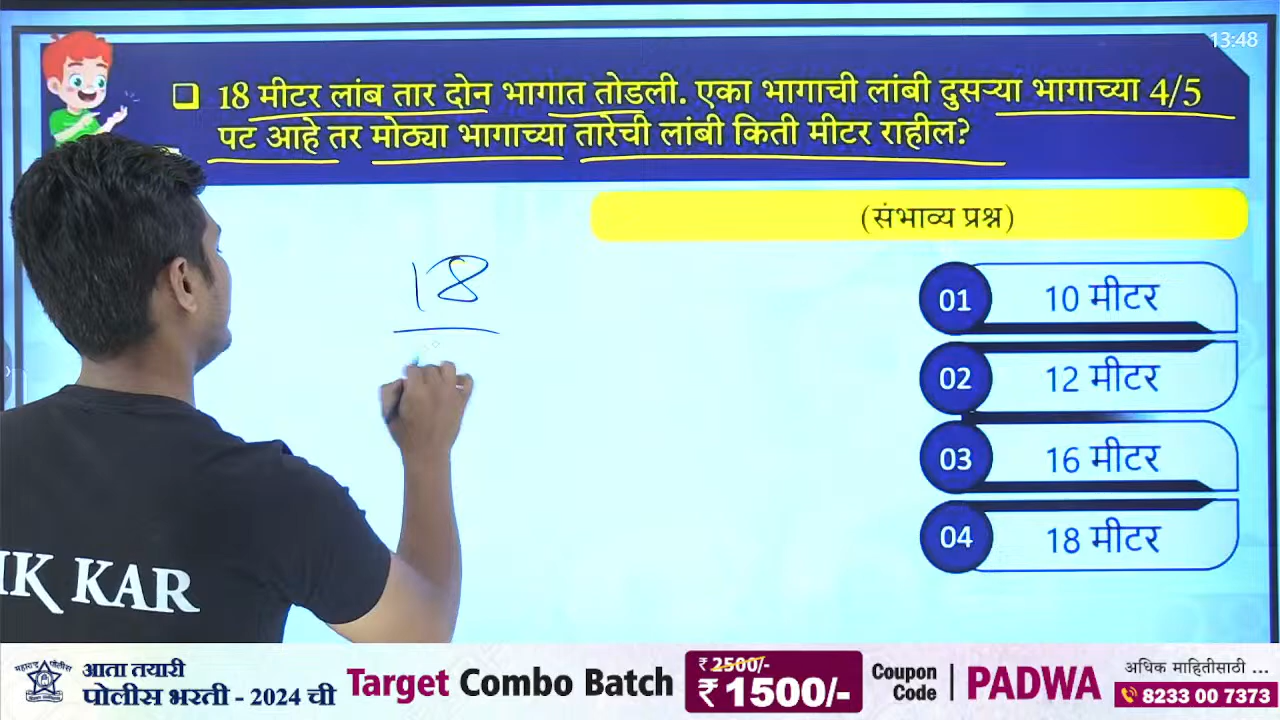 13:48
18 मीटर लांब तार दोन भागात तोडली. एका भागाची लांबी दुसऱ्या भागाच्या 4/5
पट आहे तर मोठ्या भागाच्या तारेची लांबी किती मीटर राहील?
(संभाव्य प्रश्न)
18
01 10 मीटर
02 12 मीटर
03 16 मीटर
04 18 मीटर
IK KAR
महाराष्ट्र पोलीस
आता तयारी
पोलीस भरती - 2024 ची
Target Combo Batch
₹ 2500/-
₹ 1500/-
Coupon
Code
PADWA
अधिक माहितीसाठी ...
8233 00 7373